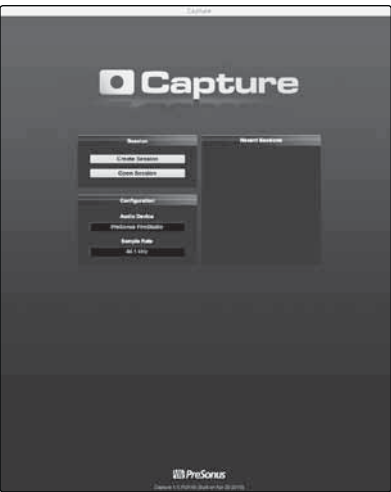 Capture
Capture
Session
Recent Sessions
Create Session
Open Session
Configuration
Audio Device
PreSonus FireStudio
Sample Rate
44.1 kHz
PreSonus